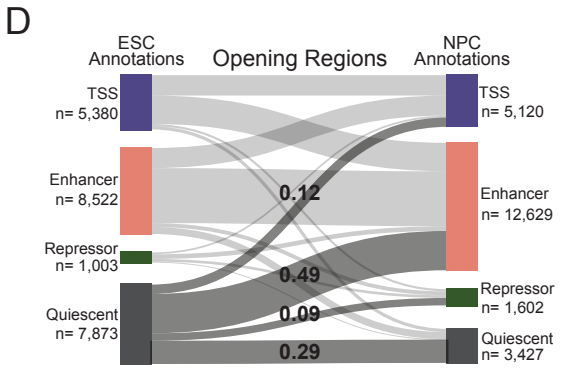 D
ESC
Annotations
Opening Regions
NPC
Annotations
TSS
n= 5,380
TSS
n= 5,120
0.12
Enhancer
n= 8,522
Enhancer
n= 12,629
Repressor
n= 1,003
0.49
Repressor
n= 1,602
Quiescent
n= 7,873
0.09
Quiescent
n= 3,427
0.29